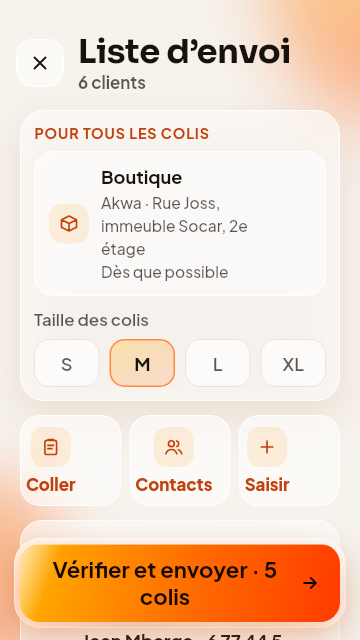 Liste d’envoi
6 clients
POUR TOUS LES COLIS
Boutique
Akwa · Rue Joss,
immeuble Socar, 2e
étage
Dès que possible
Taille des colis
S M L XL
Coller Contacts Saisir
Vérifier et envoyer · 5
colis